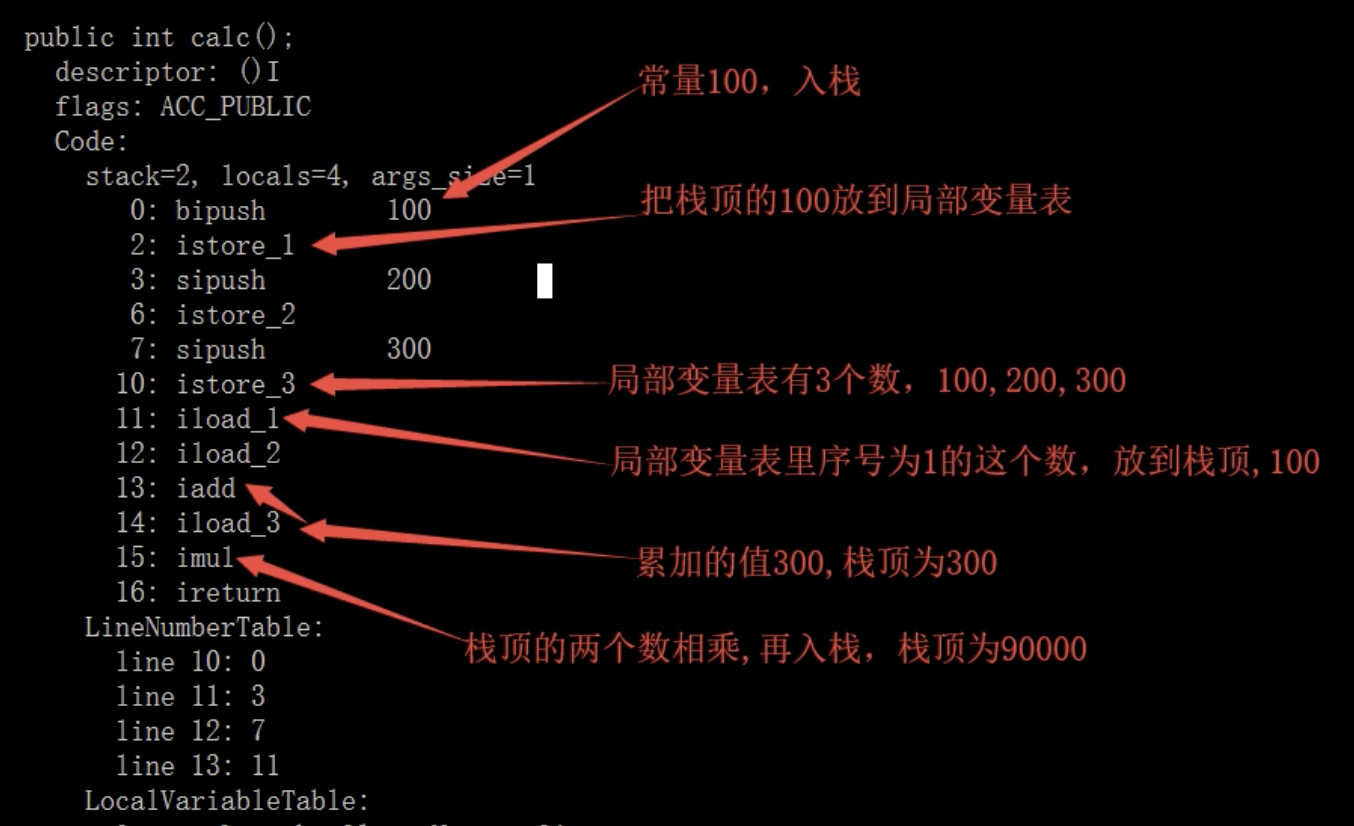 public int calc();
descriptor: ()I
flags: ACC_PUBLIC
常量100，入栈
Code:
stack=2, locals=4, args_size=1
0: bipush 100
把栈顶的100放到局部变量表
2: istore_1
3: sipush 200
6: istore_2
7: sipush 300
10: istore_3
局部变量表有3个数，100,200,300
11: iload_1
12: iload_2
局部变量表里序号为1的这个数，放到栈顶,100
13: iadd
14: iload_3
15: imul
累加的值300,栈顶为300
16: ireturn
LineNumberTable:
栈顶的两个数相乘,再入栈，栈顶为90000
line 10: 0
line 11: 3
line 12: 7
line 13: 11
LocalVariableTable: